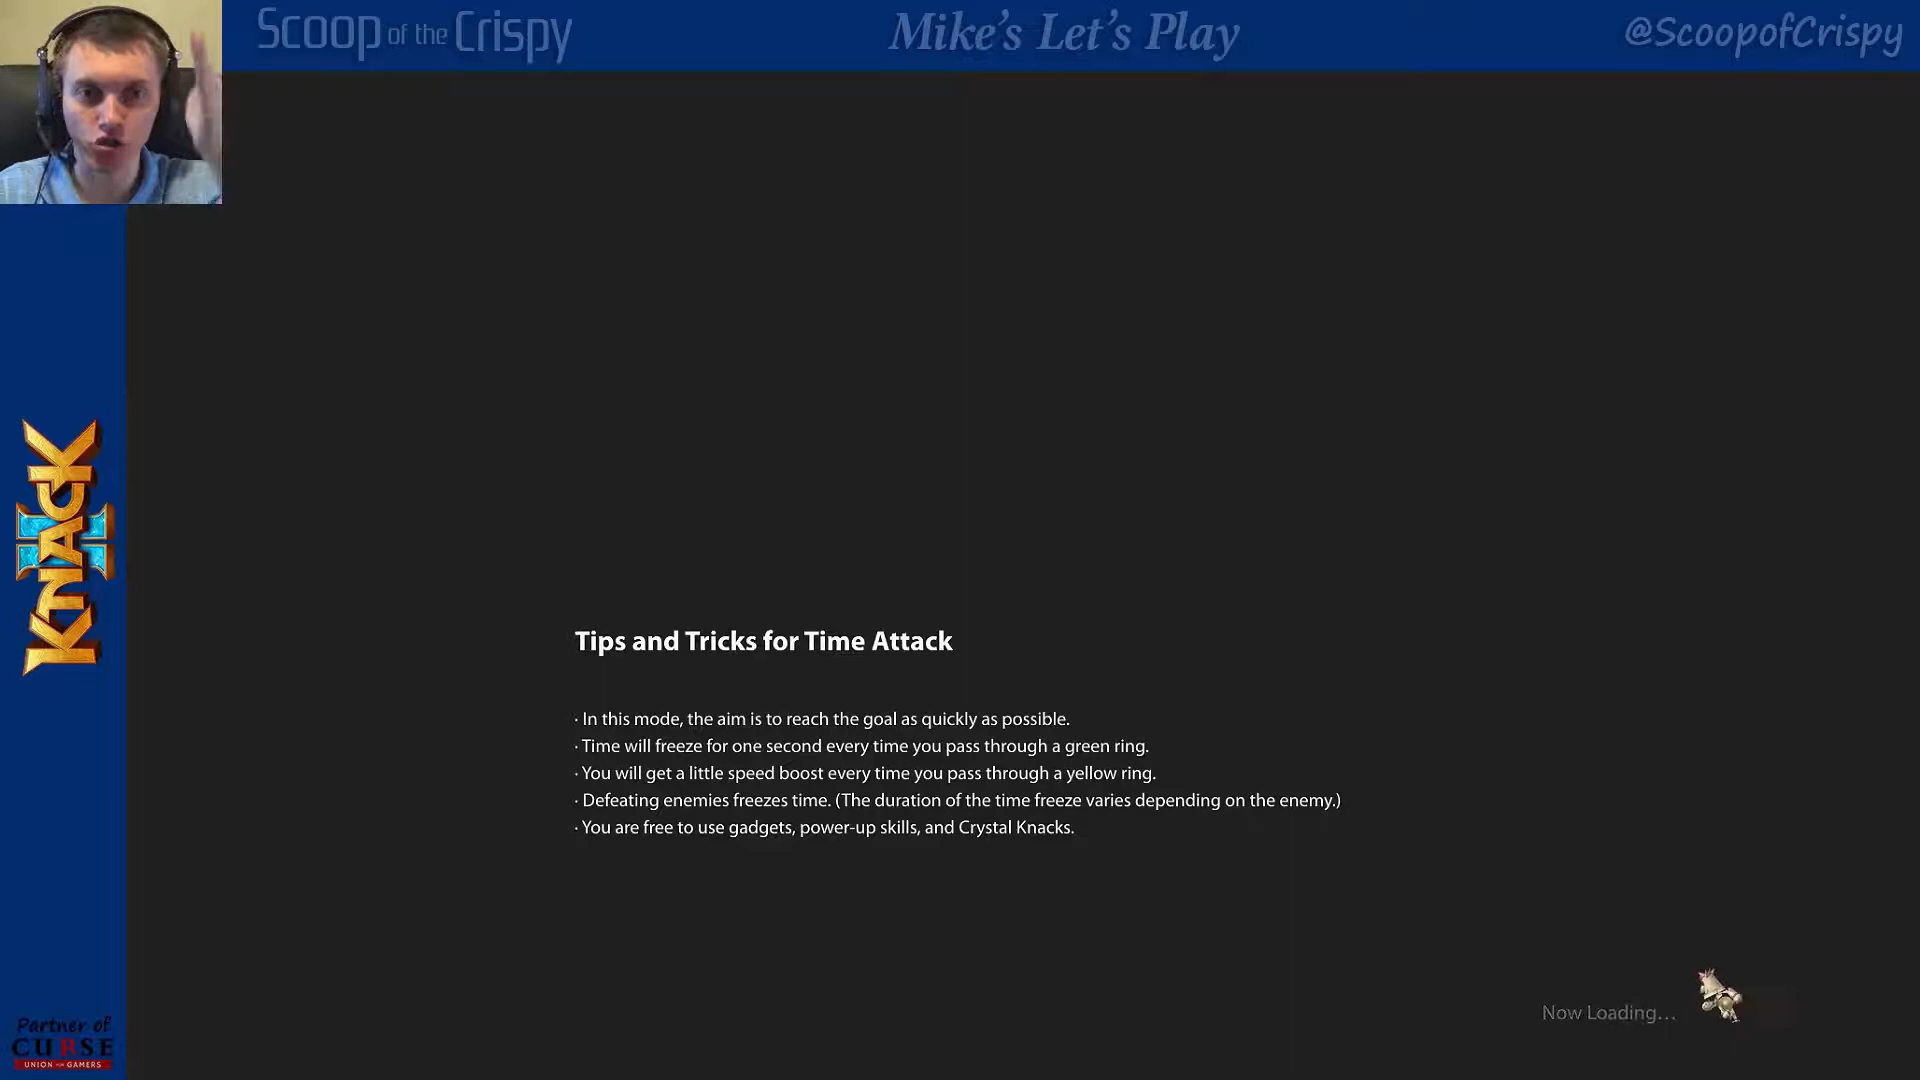 Scoop of the Crispy
Mike's Let's Play
@ScoopofCrispy
KNACK II
Tips and Tricks for Time Attack
· In this mode, the aim is to reach the goal as quickly as possible.
· Time will freeze for one second every time you pass through a green ring.
· You will get a little speed boost every time you pass through a yellow ring.
· Defeating enemies freezes time. (The duration of the time freeze varies depending on the enemy.)
· You are free to use gadgets, power-up skills, and Crystal Knacks.
Now Loading...
Partner of
CURSE
UNION for GAMERS